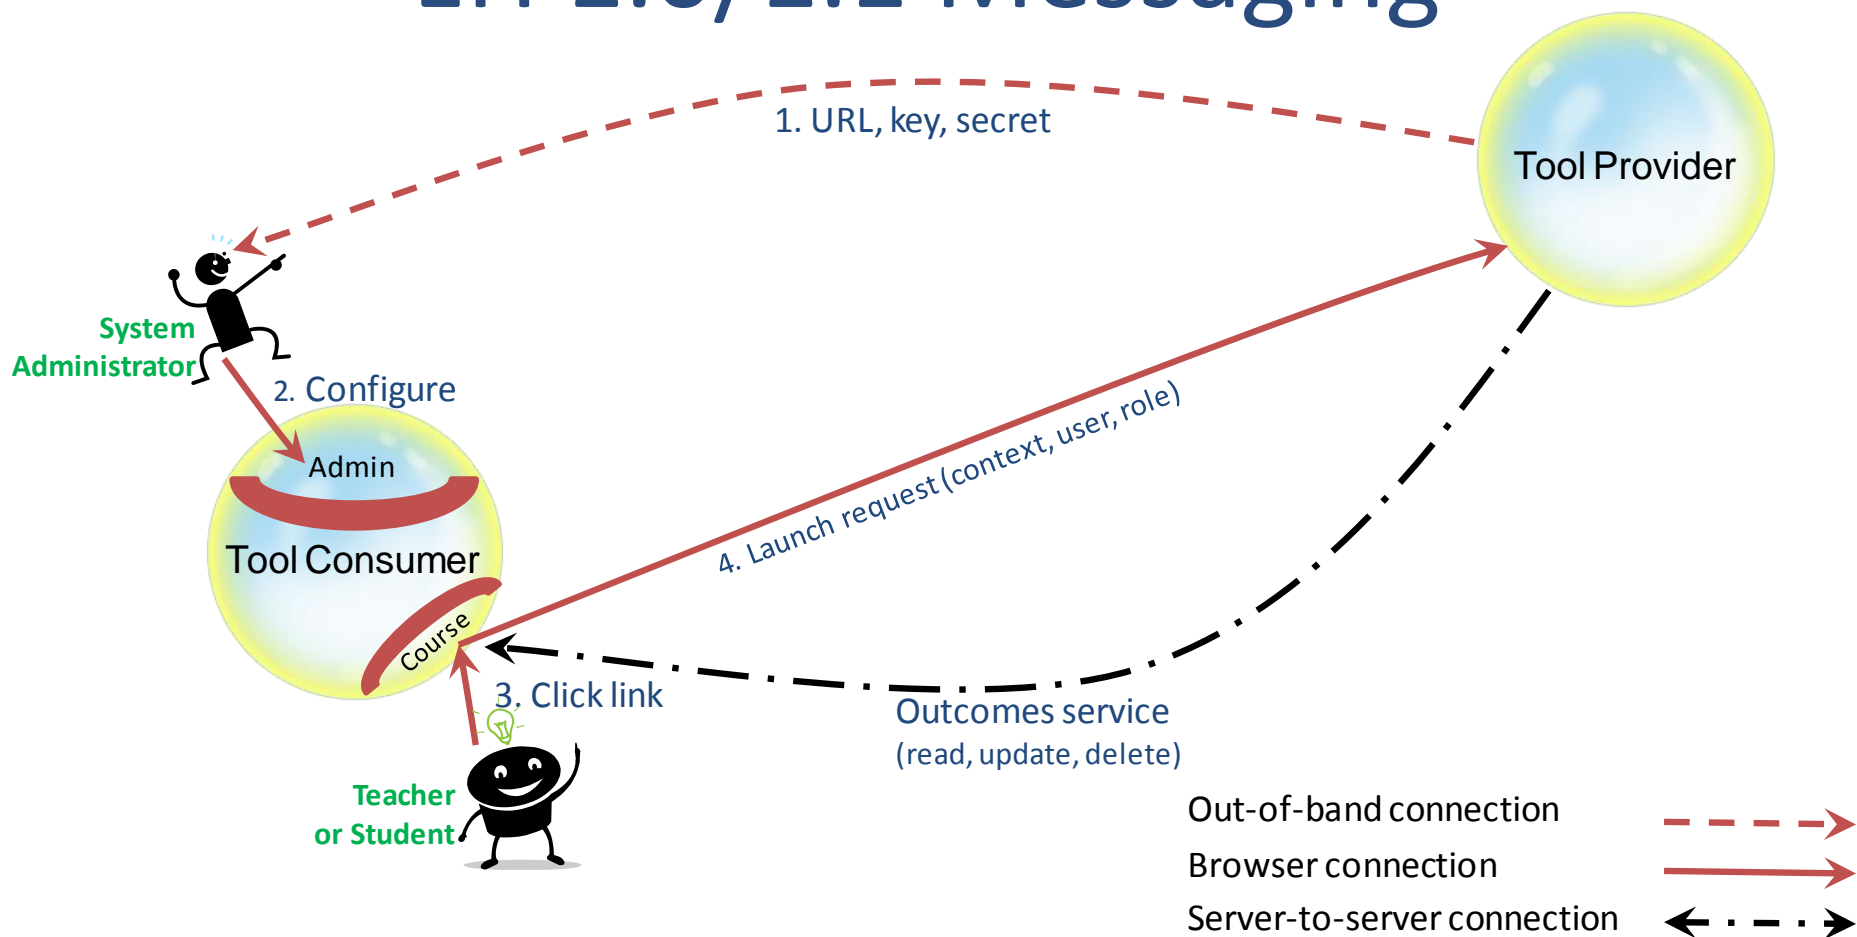 Messaging
1. URL, key, secret
Tool Provider
System
Administrator
2. Configure
Admin
Tool Consumer
Course
4. Launch request (context, user, role)
3. Click link
Outcomes service
(read, update, delete)
Teacher
or Student
Out-of-band connection
Browser connection
Server-to-server connection